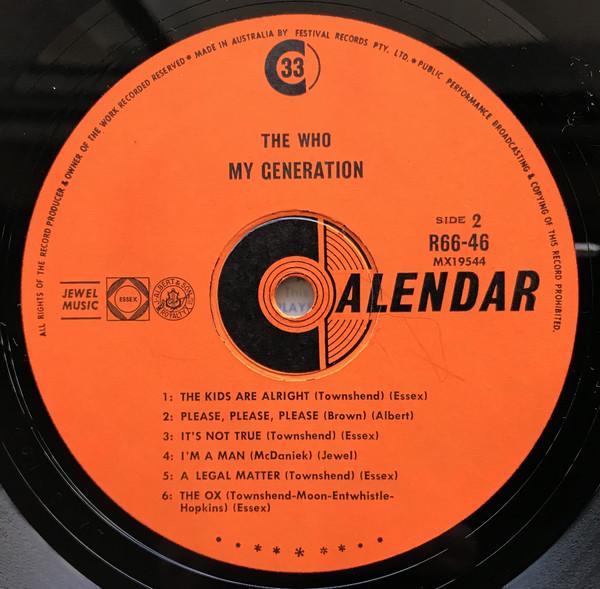 ALL RIGHTS OF THE RECORD PRODUCER & OWNER OF THE WORK RECORDED RESERVED • MADE IN AUSTRALIA BY FESTIVAL RECORDS PTY. LTD. • PUBLIC PERFORMANCE BROADCASTING & COPYING OF THIS RECORD PROHIBITED.
33
THE WHO
MY GENERATION
SIDE 2
R66-46
MX19544
JEWEL
MUSIC
ESSEX
ALBERT & SON
ROYALTY
CALENDAR
1: THE KIDS ARE ALRIGHT (Townshend) (Essex)
2: PLEASE, PLEASE, PLEASE (Brown) (Albert)
3: IT'S NOT TRUE (Townshend) (Essex)
4: I'M A MAN (McDaniek) (Jewel)
5: A LEGAL MATTER (Townshend) (Essex)
6: THE OX (Townshend-Moon-Entwhistle-
Hopkins) (Essex)